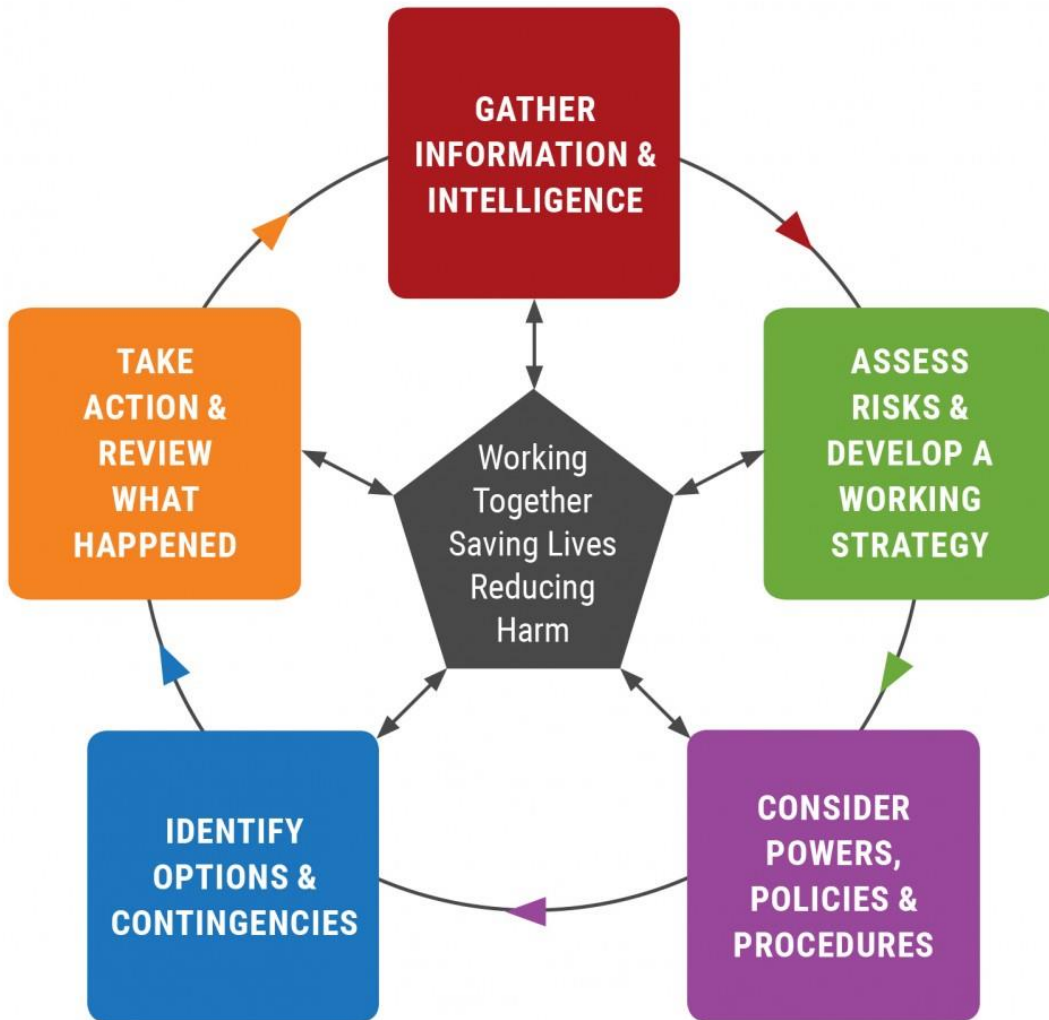 GATHER
INFORMATION &
INTELLIGENCE
ASSESS
RISKS &
DEVELOP A
WORKING
STRATEGY
CONSIDER
POWERS,
POLICIES &
PROCEDURES
IDENTIFY
OPTIONS &
CONTINGENCIES
TAKE
ACTION &
REVIEW
WHAT
HAPPENED
Working
Together
Saving Lives
Reducing
Harm